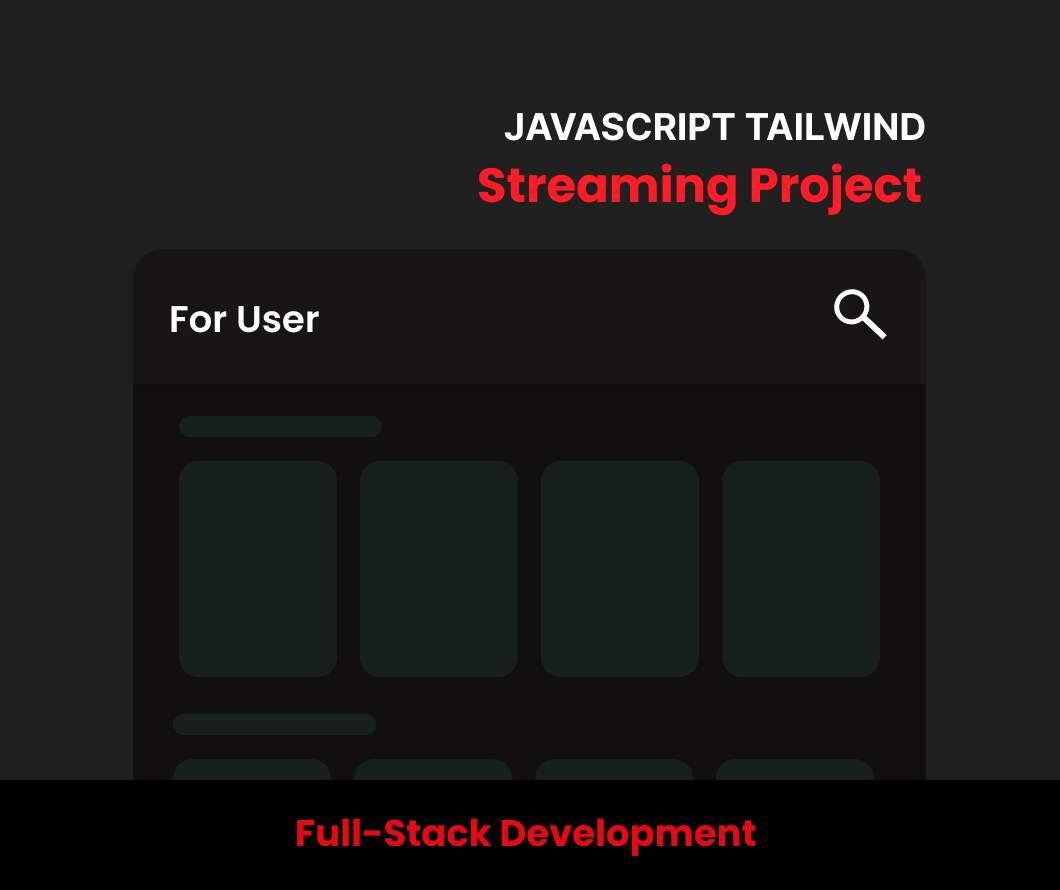 JAVASCRIPT TAILWIND
Streaming Project
For User
Full-Stack Development